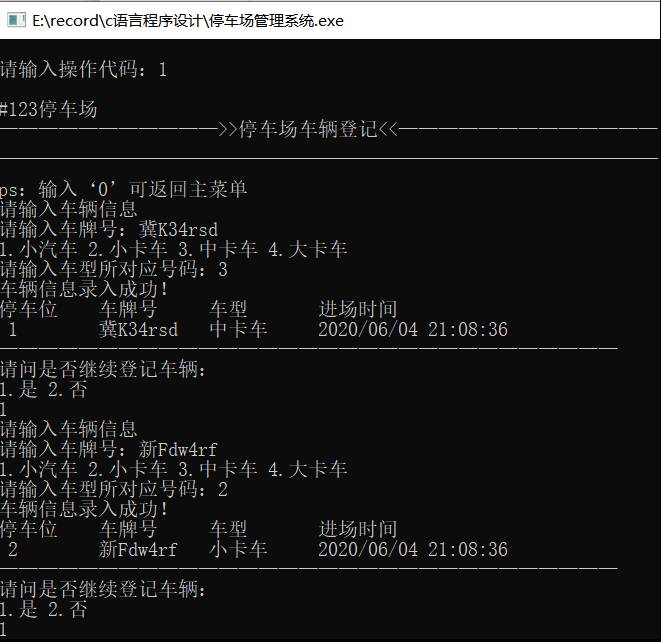 E:\record\c语言程序设计\停车场管理系统.exe
请输入操作代码：1
#123停车场
————————————>>停车场车辆登记<<————————————
ps：输入‘0’可返回主菜单
请输入车辆信息
请输入车牌号：冀K34rsd
1.小汽车 2.小卡车 3.中卡车 4.大卡车
请输入车型所对应号码：3
车辆信息录入成功！
停车位 车牌号 车型 进场时间
1 冀K34rsd 中卡车 2020/06/04 21:08:36
请问是否继续登记车辆：
1.是 2.否
1
请输入车辆信息
请输入车牌号：新Fdw4rf
1.小汽车 2.小卡车 3.中卡车 4.大卡车
请输入车型所对应号码：2
车辆信息录入成功！
停车位 车牌号 车型 进场时间
2 新Fdw4rf 小卡车 2020/06/04 21:08:36
请问是否继续登记车辆：
1.是 2.否
1